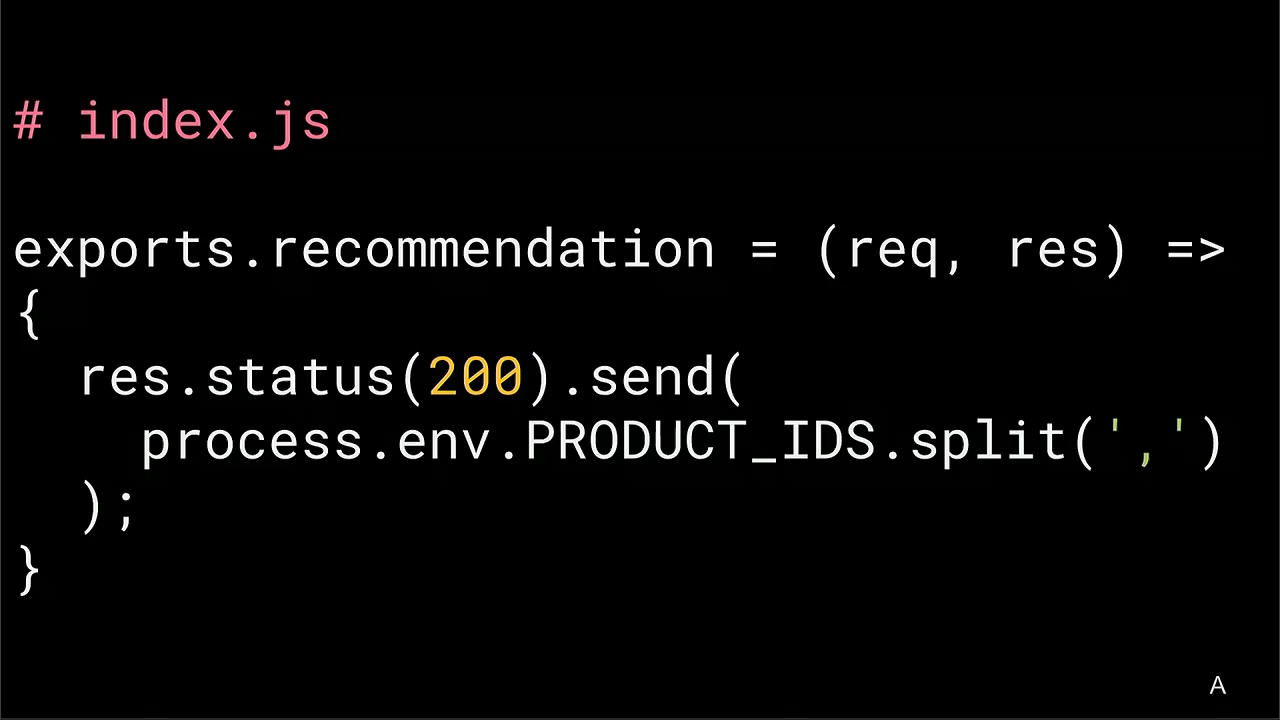 # index.js
exports.recommendation = (req, res) =>
{
  res.status(200).send(
    process.env.PRODUCT_IDS.split(',')
  );
}
A